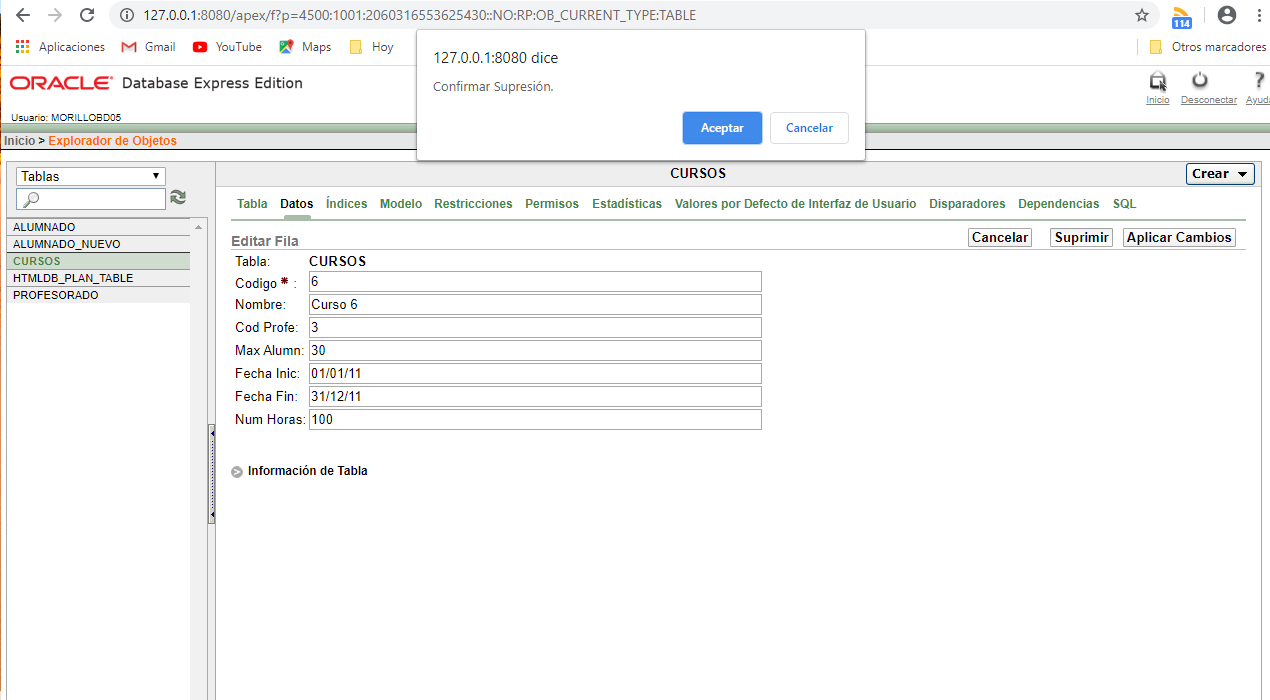 127.0.0.1:8080/apex/f?p=4500:1001:2060316553625430::NO:RP:OB_CURRENT_TYPE:TABLE
114
Aplicaciones Gmail YouTube Maps Hoy Otros marcadores
127.0.0.1:8080 dice
Confirmar Supresión.
Aceptar Cancelar
ORACLE® Database Express Edition
Inicio Desconectar Ayuda
Usuario: MORILLOBD05
Inicio > Explorador de Objetos
Tablas
CURSOS
Crear
Tabla Datos Índices Modelo Restricciones Permisos Estadísticas Valores por Defecto de Interfaz de Usuario Disparadores Dependencias SQL
ALUMNADO
ALUMNADO_NUEVO
CURSOS
HTMLDB_PLAN_TABLE
PROFESORADO
Editar Fila
Cancelar Suprimir Aplicar Cambios
Tabla: CURSOS
Codigo * : 6
Nombre: Curso 6
Cod Profe: 3
Max Alumn: 30
Fecha Inic: 01/01/11
Fecha Fin: 31/12/11
Num Horas: 100
Información de Tabla